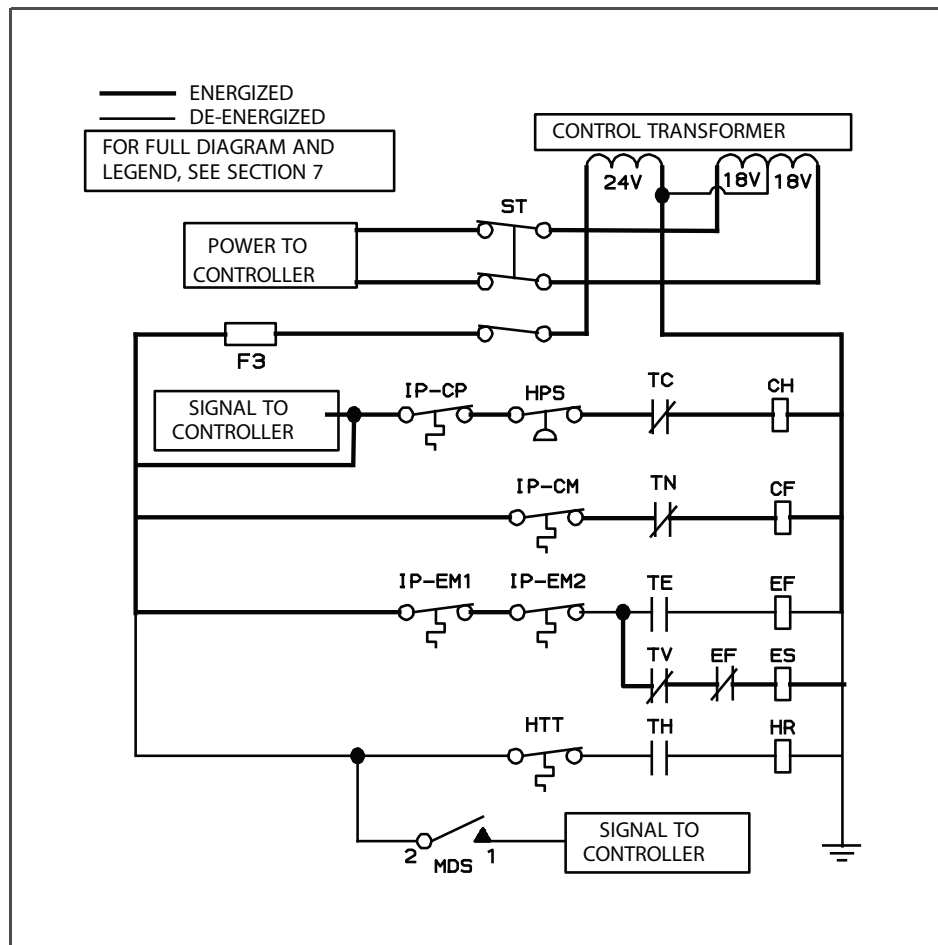 ENERGIZED
DE-ENERGIZED
FOR FULL DIAGRAM AND
LEGEND, SEE SECTION 7
CONTROL TRANSFORMER
24V
18V
18V
ST
POWER TO
CONTROLLER
F3
SIGNAL TO
CONTROLLER
IP-CP
HPS
TC
CH
IP-CM
TN
CF
IP-EM1
IP-EM2
TE
EF
TV
EF
ES
HTT
TH
HR
2
MDS
1
SIGNAL TO
CONTROLLER